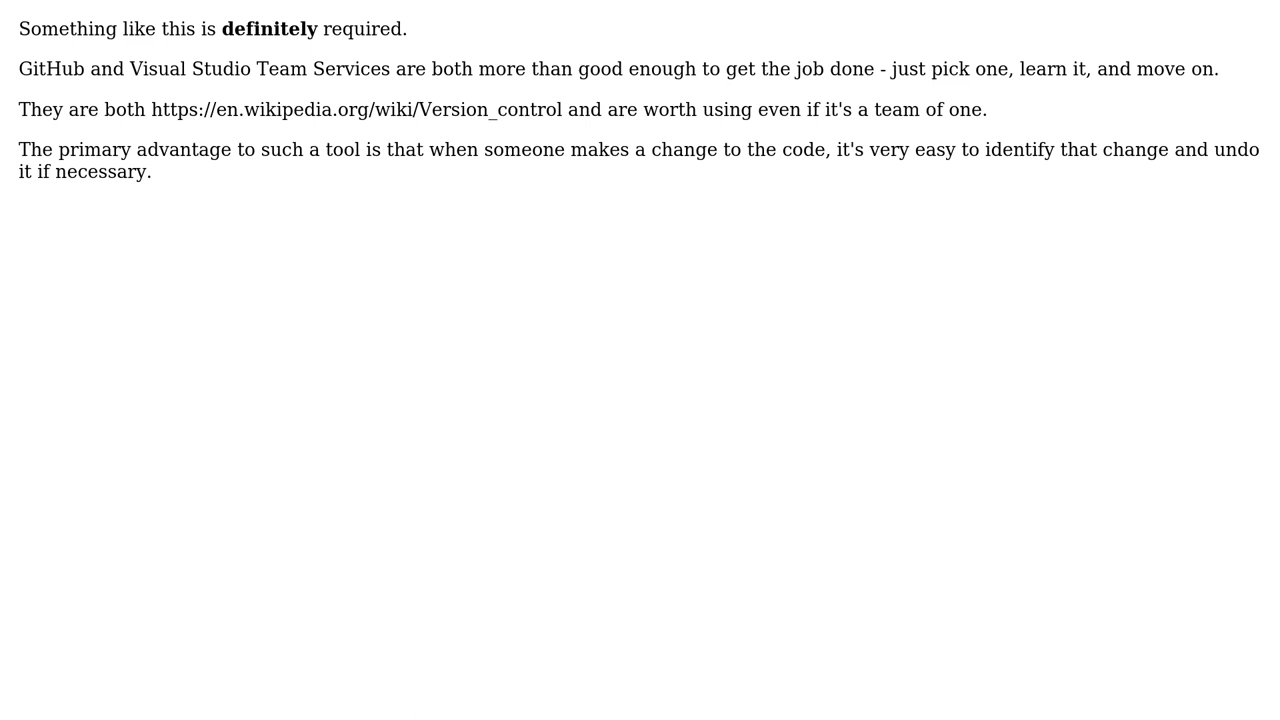 Something like this is definitely required.
GitHub and Visual Studio Team Services are both more than good enough to get the job done - just pick one, learn it, and move on.
They are both https://en.wikipedia.org/wiki/Version_control and are worth using even if it's a team of one.
The primary advantage to such a tool is that when someone makes a change to the code, it's very easy to identify that change and undo
it if necessary.